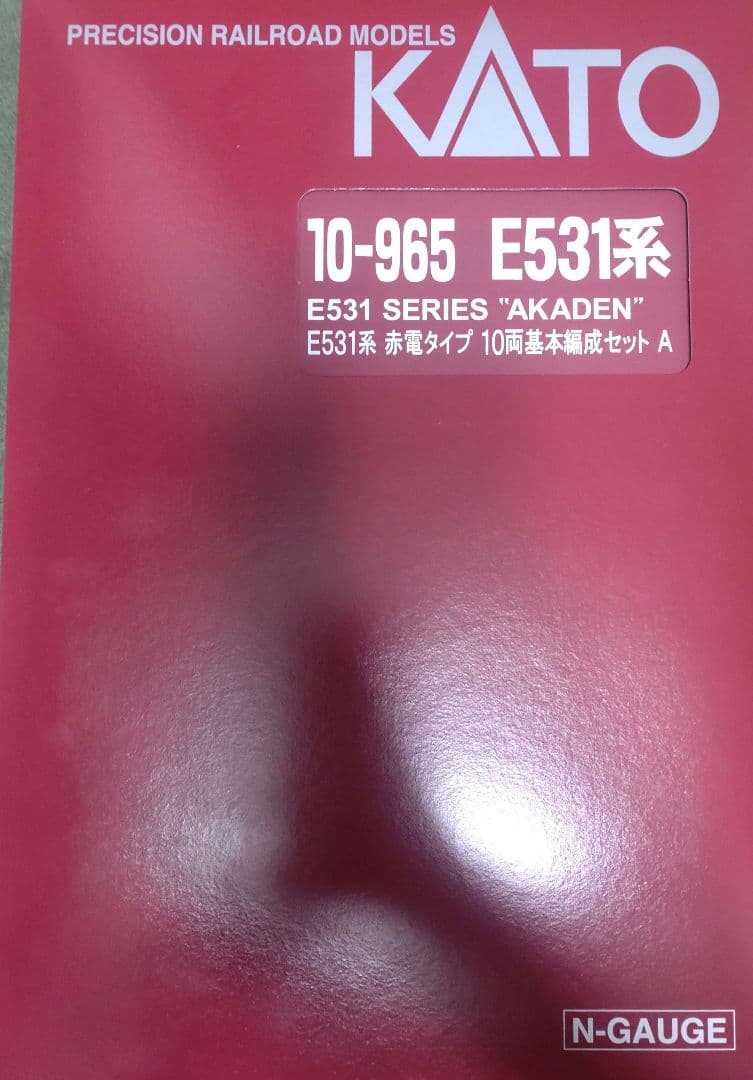 PRECISION RAILROAD MODELS
KATO
10-965 E531系
E531 SERIES "AKADEN"
E531系 赤電タイプ 10両基本編成セット A
N-GAUGE